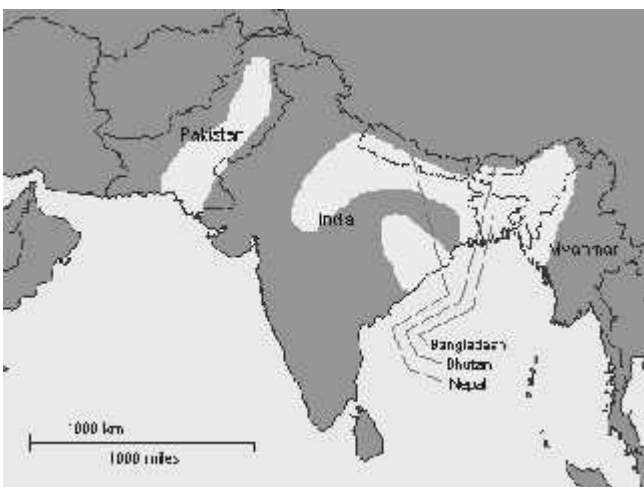 Pakistan
India
Myanmar
Bangladesh
Bhutan
Nepal
1000 km
1000 miles